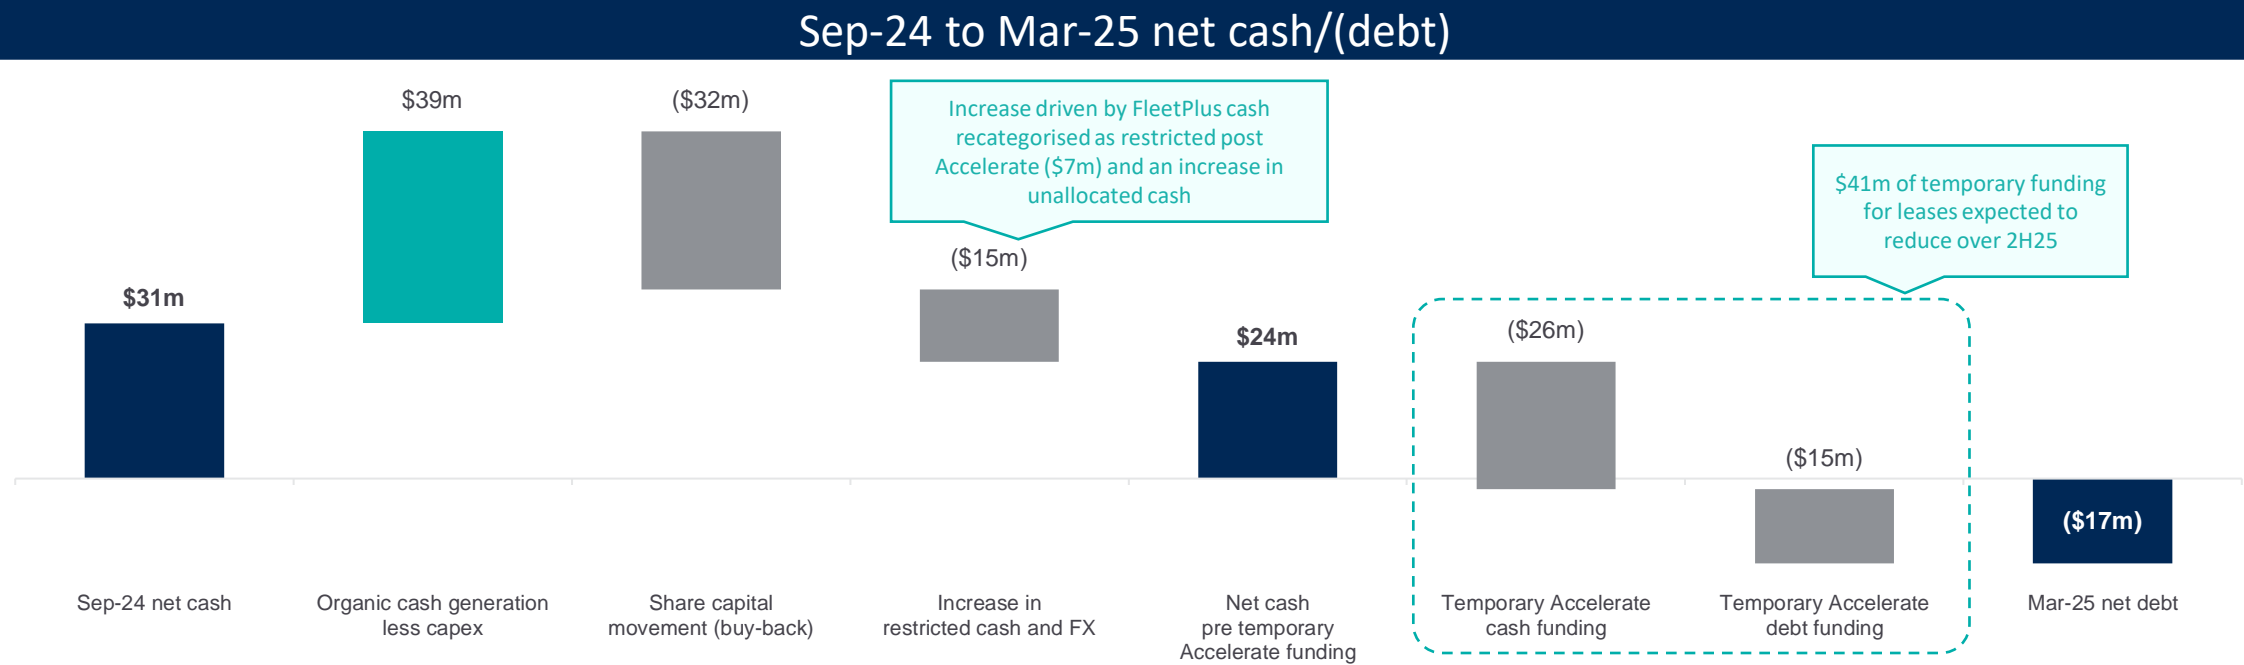 Sep-24 to Mar-25 net cash/(debt)
$31m
$39m
($32m)
Increase driven by FleetPlus cash
recategorised as restricted post
Accelerate ($7m) and an increase in
unallocated cash
($15m)
$24m
$41m of temporary funding
for leases expected to
reduce over 2H25
($26m)
($15m)
($17m)
Sep-24 net cash
Organic cash generation
less capex
Share capital
movement (buy-back)
Increase in
restricted cash and FX
Net cash
pre temporary
Accelerate funding
Temporary Accelerate
cash funding
Temporary Accelerate
debt funding
Mar-25 net debt